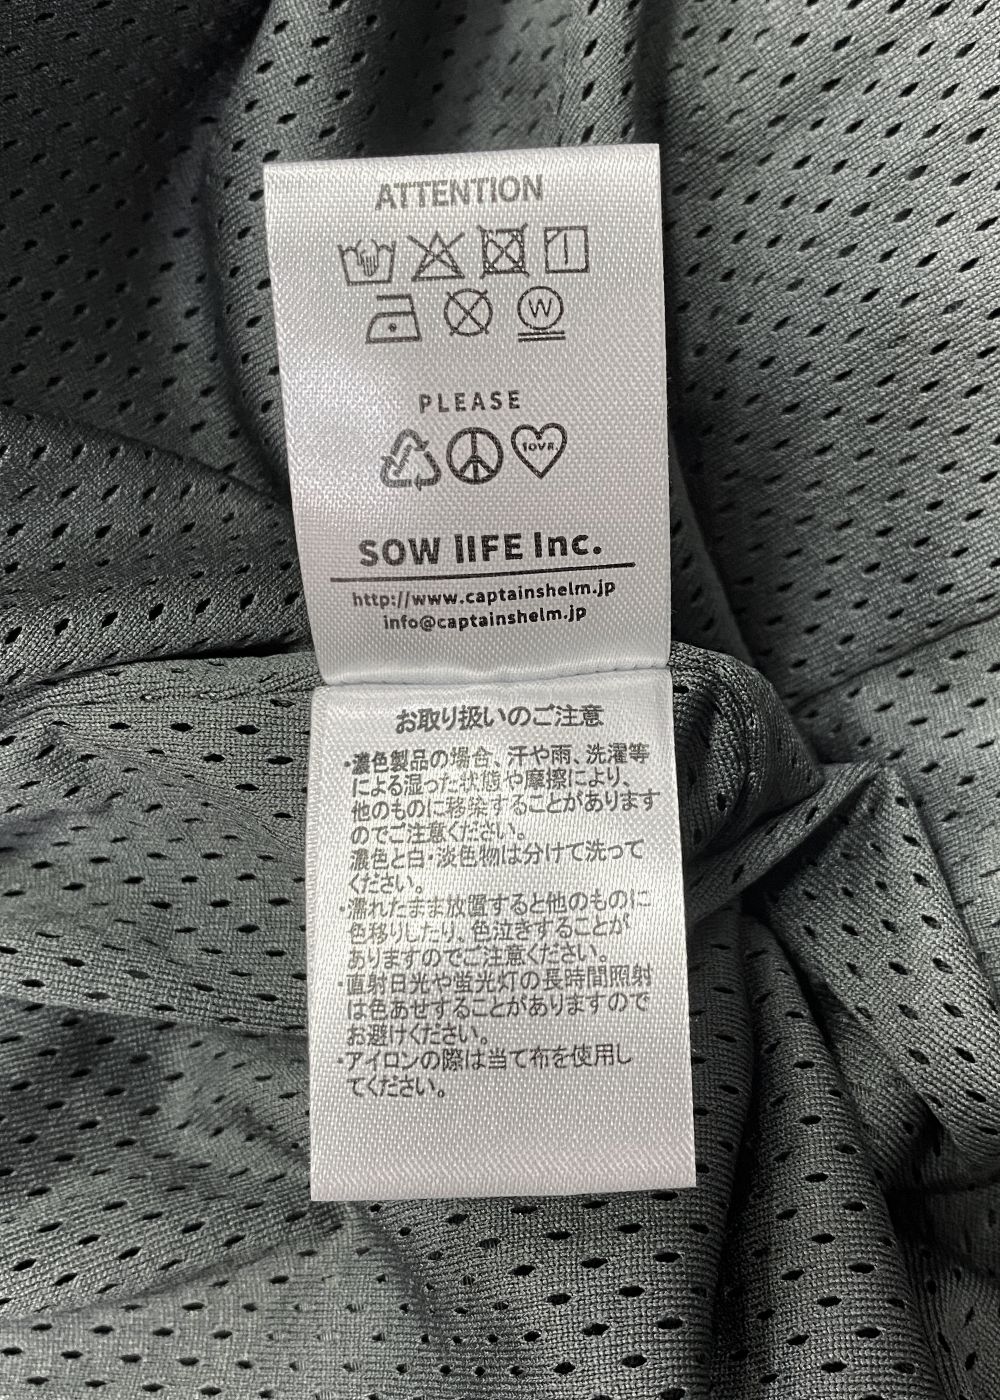 ATTENTION
W
PLEASE
SOW lIFE Inc.
http://www.captainshelm.jp
info@captainshelm.jp
お取り扱いのご注意
・濃色製品の場合、汗や雨、洗濯等
による湿った状態や摩擦により、
他のものに移染することがあります
のでご注意ください。
濃色と白・淡色物は分けて洗って
ください。
・濡れたまま放置すると他のものに
色移りしたり、色泣きすることが
ありますのでご注意ください。
・直射日光や蛍光灯の長時間照射
は色あせすることがありますので
お避けください。
・アイロンの際は当て布を使用し
てください。